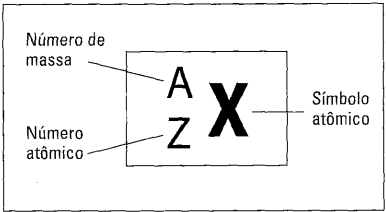 Número de
massa
A
X
Símbolo
atômico
Número
atômico
Z